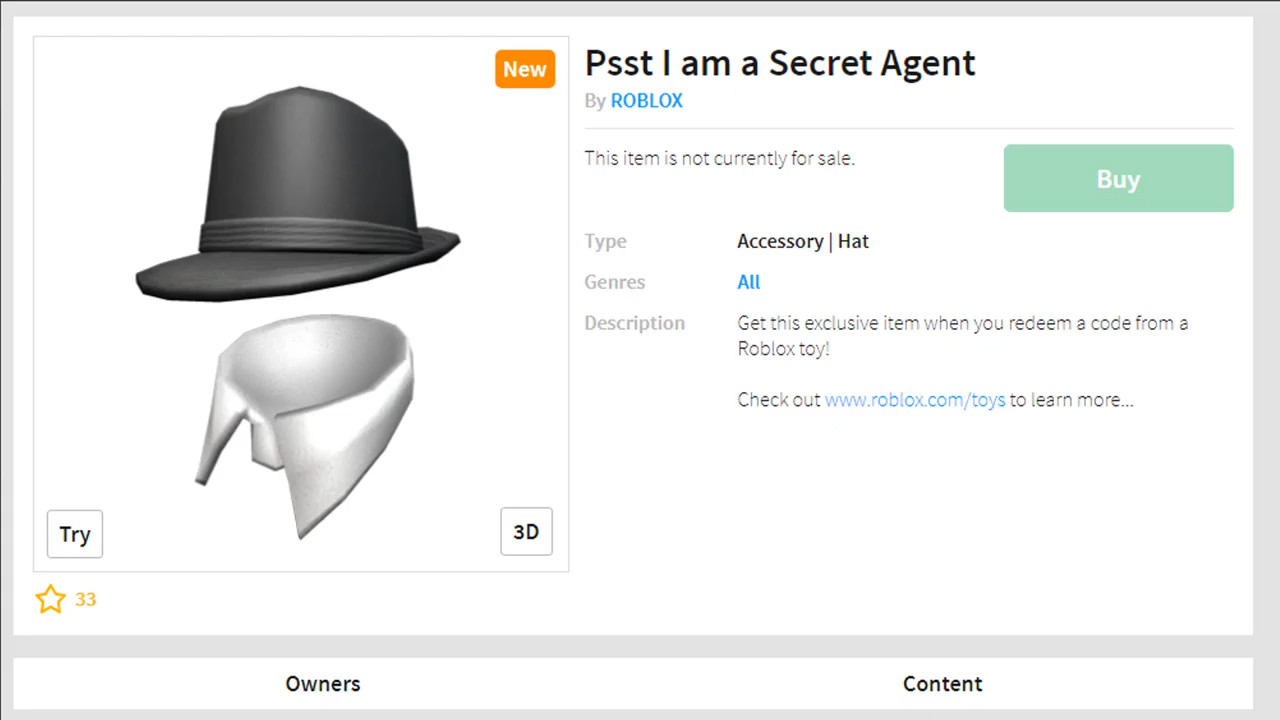 New
Psst I am a Secret Agent
By ROBLOX
This item is not currently for sale.
Buy
Type Accessory | Hat
Genres All
Description Get this exclusive item when you redeem a code from a
Roblox toy!
Check out www.roblox.com/toys to learn more...
Try
3D
33
Owners Content